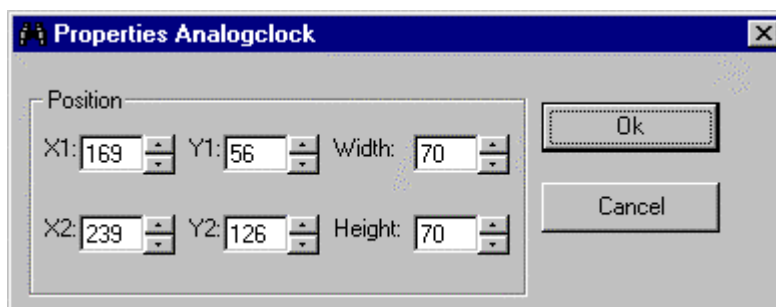 Properties Analogclock
Position
X1: 169 Y1: 56 Width: 70
X2: 239 Y2: 126 Height: 70
Ok
Cancel